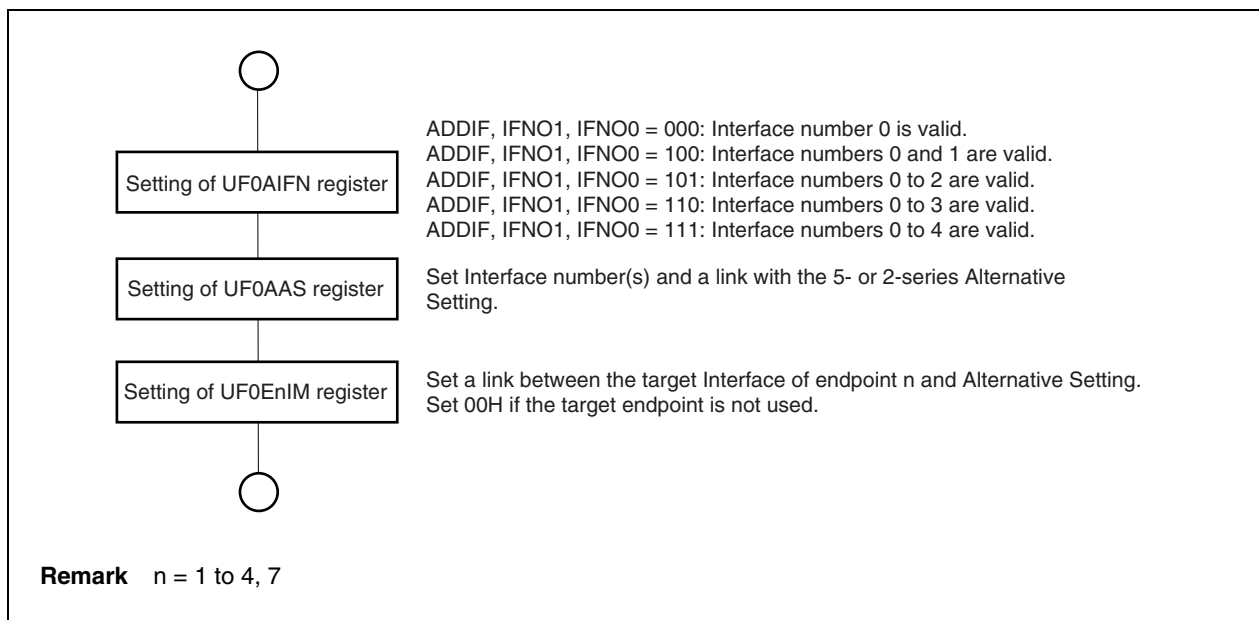 Setting of UF0AIFN register
ADDIF, IFNO1, IFNO0 = 000: Interface number 0 is valid.
ADDIF, IFNO1, IFNO0 = 100: Interface numbers 0 and 1 are valid.
ADDIF, IFNO1, IFNO0 = 101: Interface numbers 0 to 2 are valid.
ADDIF, IFNO1, IFNO0 = 110: Interface numbers 0 to 3 are valid.
ADDIF, IFNO1, IFNO0 = 111: Interface numbers 0 to 4 are valid.
Setting of UF0AAS register
Set Interface number(s) and a link with the 5- or 2-series Alternative
Setting.
Setting of UF0EnIM register
Set a link between the target Interface of endpoint n and Alternative Setting.
Set 00H if the target endpoint is not used.
Remark n = 1 to 4, 7